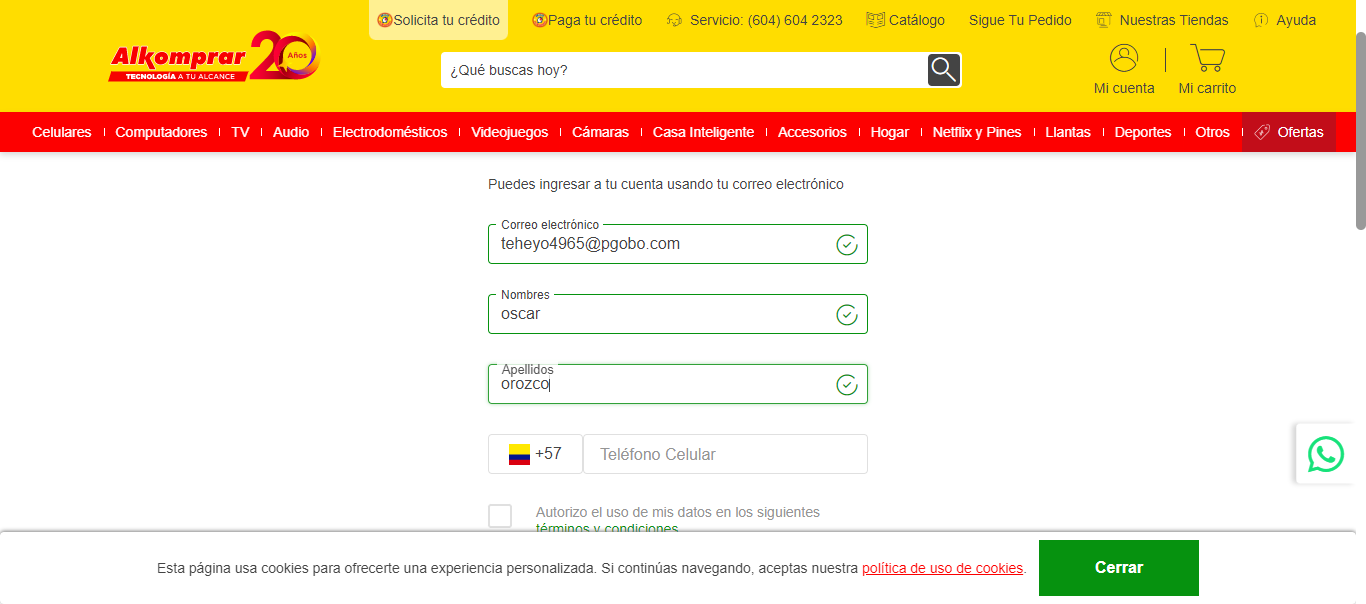 Solicita tu crédito
Paga tu crédito
Servicio: (604) 604 2323
Catálogo
Sigue Tu Pedido
Nuestras Tiendas
Ayuda
Alkomprar 20 Años
TECNOLOGÍA A TU ALCANCE
¿Qué buscas hoy?
Mi cuenta
Mi carrito
Celulares
Computadores
TV
Audio
Electrodomésticos
Videojuegos
Cámaras
Casa Inteligente
Accesorios
Hogar
Netflix y Pines
Llantas
Deportes
Otros
Ofertas
Puedes ingresar a tu cuenta usando tu correo electrónico
Correo electrónico
teheyo4965@pgobo.com
Nombres
oscar
Apellidos
orozco
+57
Teléfono Celular
Autorizo el uso de mis datos en los siguientes
términos y condiciones
Esta página usa cookies para ofrecerte una experiencia personalizada. Si continúas navegando, aceptas nuestra política de uso de cookies.
Cerrar